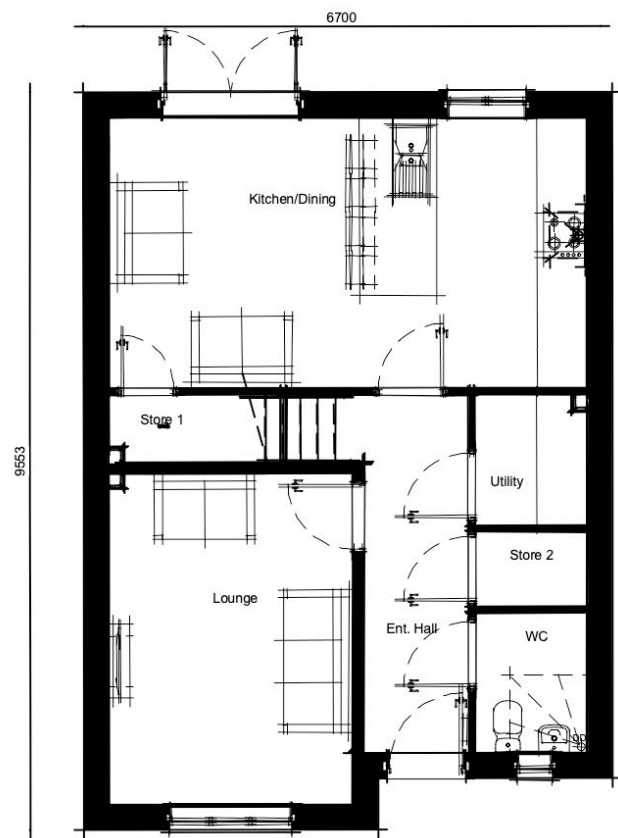 6700
Kitchen/Dining
Store 1
9553
Utility
Store 2
Lounge
Ent. Hall
WC